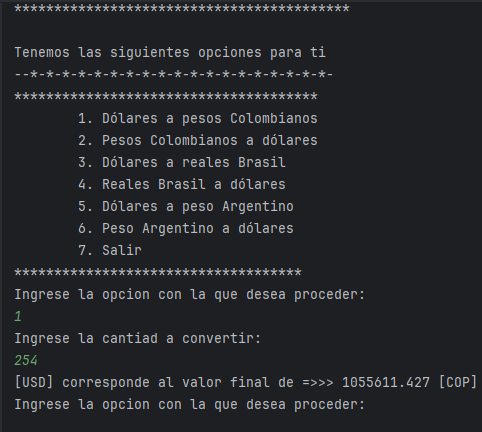 ******************************************
Tenemos las siguientes opciones para ti
--*-*-*-*-*-*-*-*-*-*-*-*-*-*-*-*-*-*-*-
**************************************
1. Dólares a pesos Colombianos
2. Pesos Colombianos a dólares
3. Dólares a reales Brasil
4. Reales Brasil a dólares
5. Dólares a peso Argentino
6. Peso Argentino a dólares
7. Salir
************************************
Ingrese la opcion con la que desea proceder:
1
Ingrese la cantiad a convertir:
254
[USD] corresponde al valor final de =>>> 1055611.427 [COP]
Ingrese la opcion con la que desea proceder: